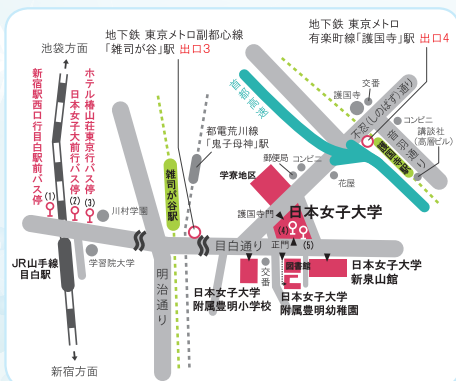 地下鉄 東京メトロ副都心線
「雑司が谷」駅 出口3
地下鉄 東京メトロ
有楽町線「護国寺」駅 出口4
池袋方面
新宿駅西口行目白駅前バス停
(1)
日本女子大前行バス停
(2)
ホテル椿山荘東京行バス停
(3)
川村学園
学習院大学
JR山手線
目白駅
新宿方面
雑司が谷駅
都電荒川線
「鬼子母神」駅
首都高速
護国寺
交番
不忍(しのばず)通り
コンビニ
音羽通り
講談社
(高層ビル)
護国寺駅
郵便局
コンビニ
花屋
学寮地区
護国寺門
日本女子大学
(4)
(5)
正門
目白通り
明治通り
交番
図書館
日本女子大学
新泉山館
日本女子大学
附属豊明小学校
日本女子大学
附属豊明幼稚園